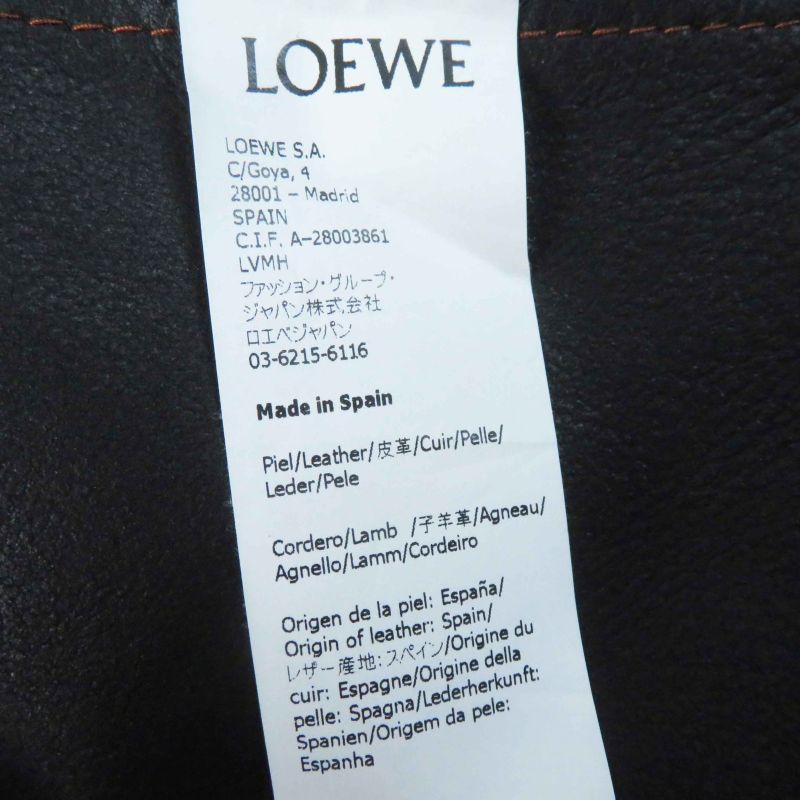 LOEWE
LOEWE S.A.
C/Goya, 4
28001 – Madrid
SPAIN
C.I.F. A-28003861
LVMH
ファッション・グループ・
ジャパン株式会社
ロエベジャパン
03-6215-6116
Made in Spain
Piel/Leather/皮革/Cuir/Pelle/
Leder/Pele
Cordero/Lamb /子羊革/Agneau/
Agnello/Lamm/Cordeiro
Origen de la piel: España/
Origin of leather: Spain/
レザー産地: スペイン/Origine du
cuir: Espagne/Origine della
pelle: Spagna/Lederherkunft:
Spanien/Origem da pele:
Espanha